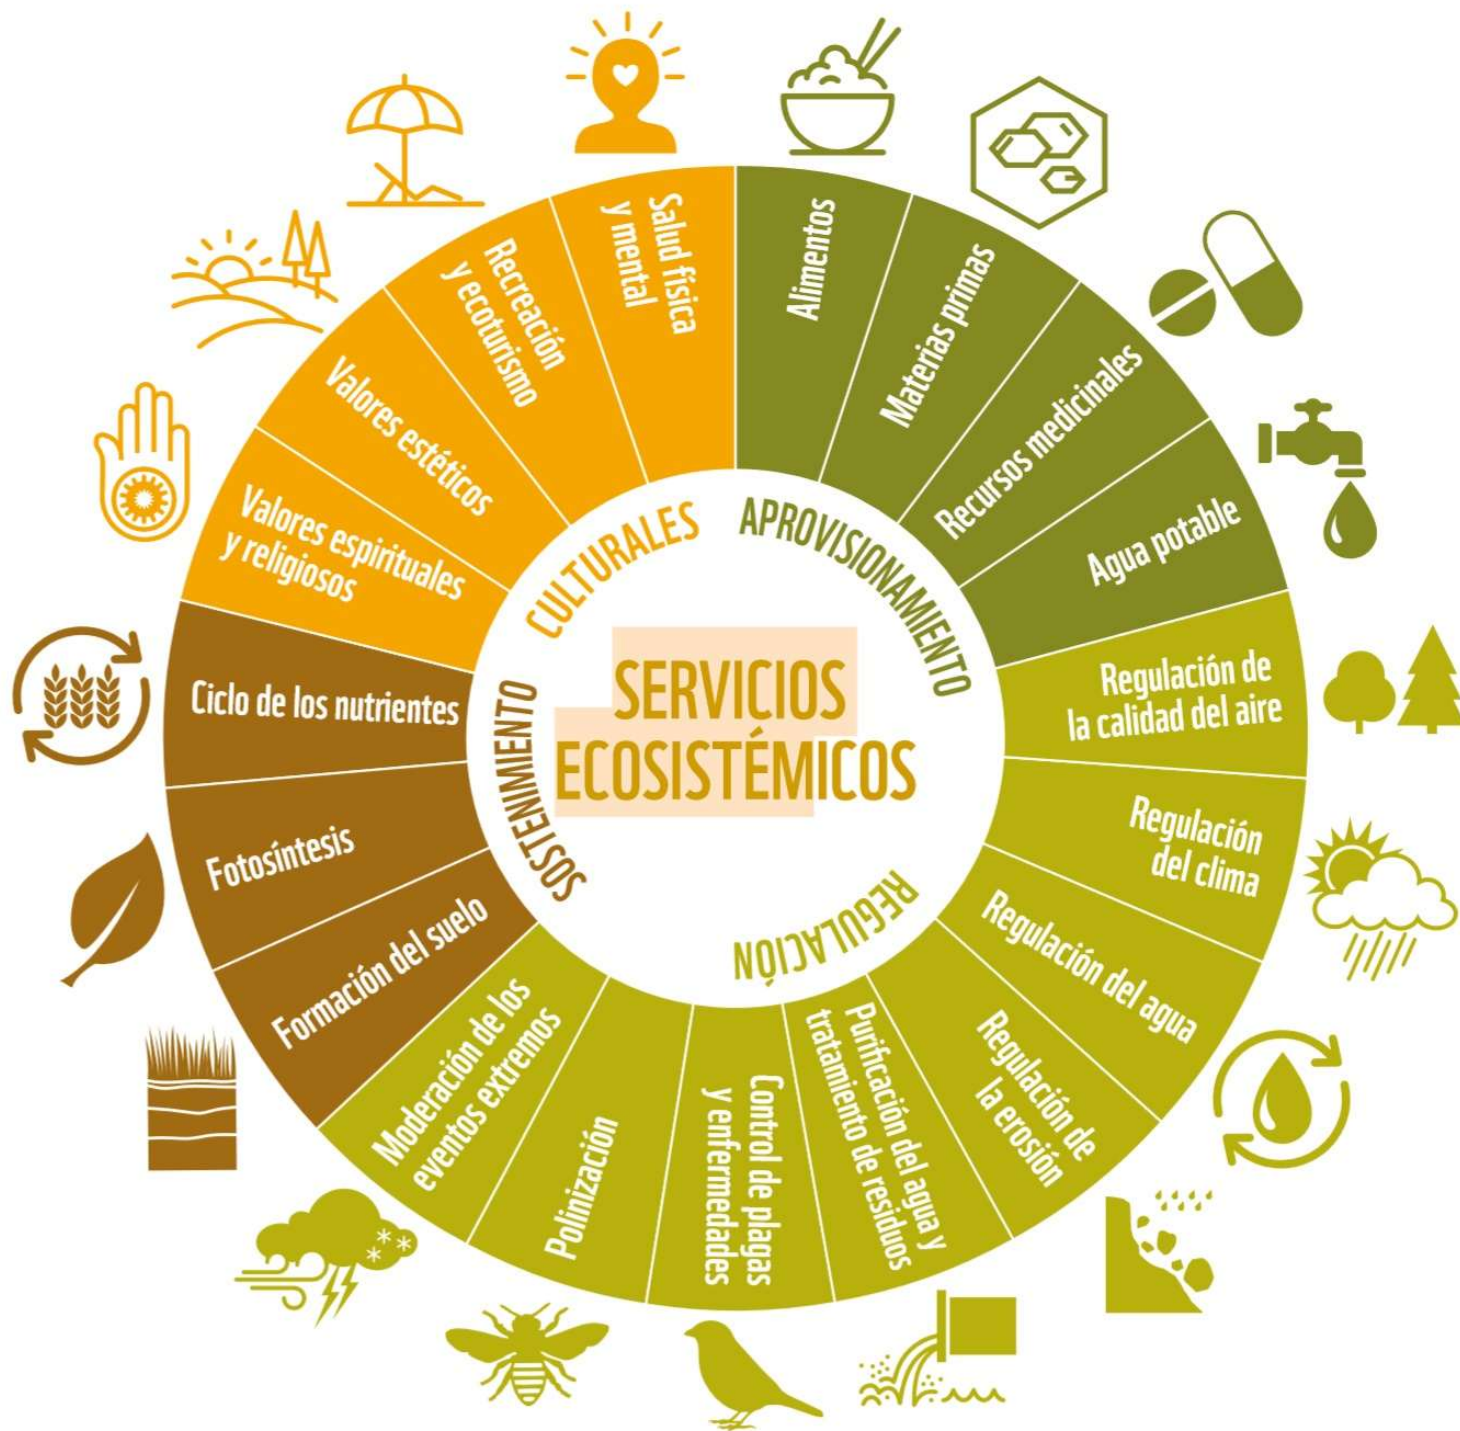 SERVICIOS
ECOSISTÉMICOS
APROVISIONAMIENTO
Alimentos
Materias primas
Recursos medicinales
Agua potable
REGULACIÓN
Regulación de
la calidad del aire
Regulación
del clima
Regulación del agua
Regulación de
la erosión
Purificación del agua y
tratamiento de residuos
Control de plagas
y enfermedades
Polinización
Moderación de los
eventos extremos
SOSTENIMIENTO
Formación del suelo
Fotosíntesis
Ciclo de los nutrientes
CULTURALES
Valores espirituales
y religiosos
Valores estéticos
Recreación
y ecoturismo
Salud física
y mental